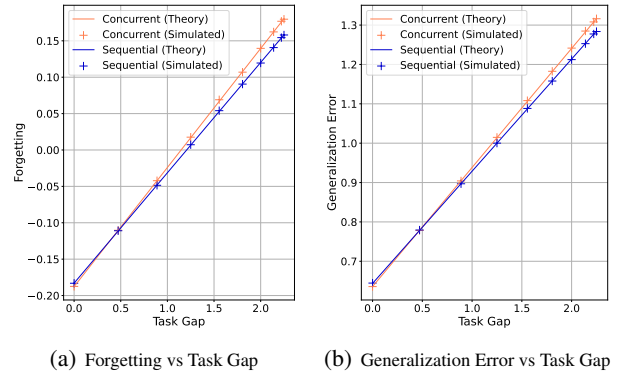 Concurrent (Theory)
Concurrent (Simulated)
Sequential (Theory)
Sequential (Simulated)
0.15
0.10
0.05
0.00
−0.05
−0.10
−0.15
−0.20
Forgetting
0.0 0.5 1.0 1.5 2.0
Task Gap
(a) Forgetting vs Task Gap
Concurrent (Theory)
Concurrent (Simulated)
Sequential (Theory)
Sequential (Simulated)
1.3
1.2
1.1
1.0
0.9
0.8
0.7
Generalization Error
0.0 0.5 1.0 1.5 2.0
Task Gap
(b) Generalization Error vs Task Gap